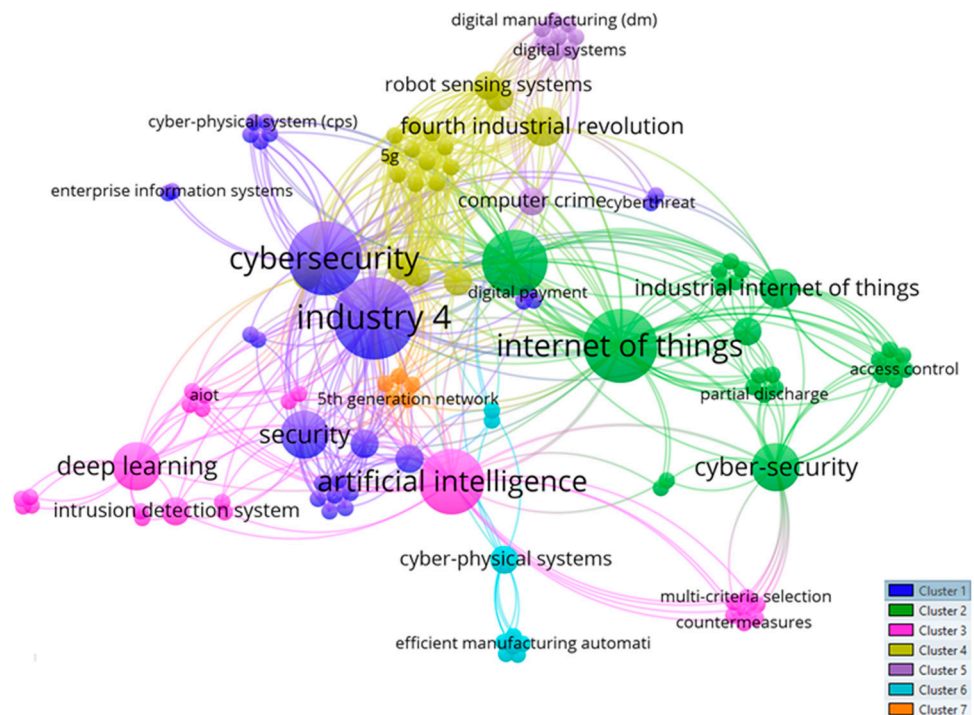 digital manufacturing (dm)
digital systems
robot sensing systems
cyber-physical system (cps)
fourth industrial revolution
5g
enterprise information systems
computer crime
cyberthreat
cybersecurity
industrial internet of things
digital payment
industry 4
internet of things
access control
partial discharge
aiot
5th generation network
security
deep learning
cyber-security
artificial intelligence
intrusion detection system
cyber-physical systems
multi-criteria selection
countermeasures
efficient manufacturing automati
Cluster 1
Cluster 2
Cluster 3
Cluster 4
Cluster 5
Cluster 6
Cluster 7